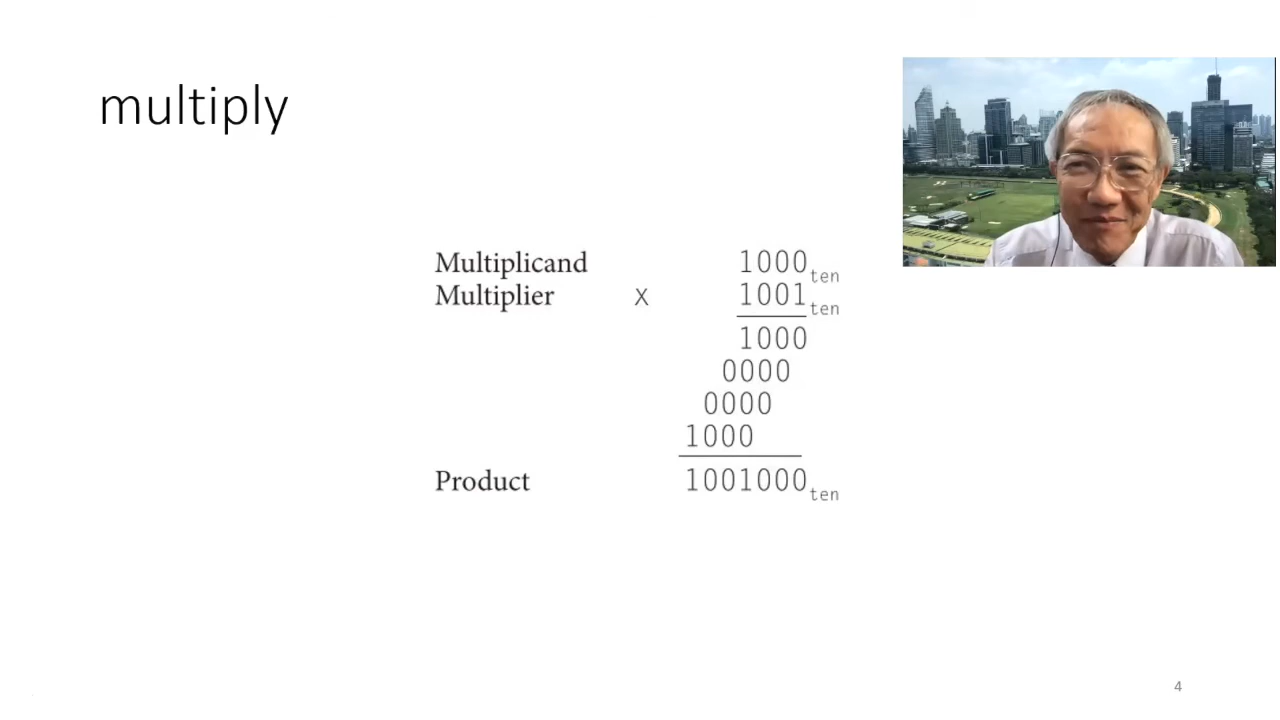 multiply
Multiplicand 1000ten
Multiplier X 1001ten
1000
0000
0000
1000
Product 1001000ten
4